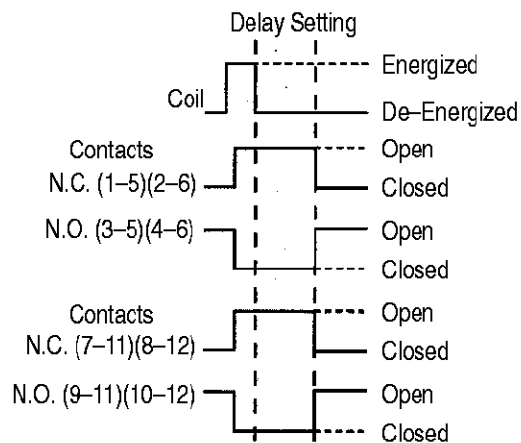 Delay Setting
Energized
Coil
De–Energized
Contacts
Open
N.C. (1–5)(2–6)
Closed
N.O. (3–5)(4–6)
Open
Closed
Contacts
Open
N.C. (7–11)(8–12)
Closed
N.O. (9–11)(10–12)
Open
Closed